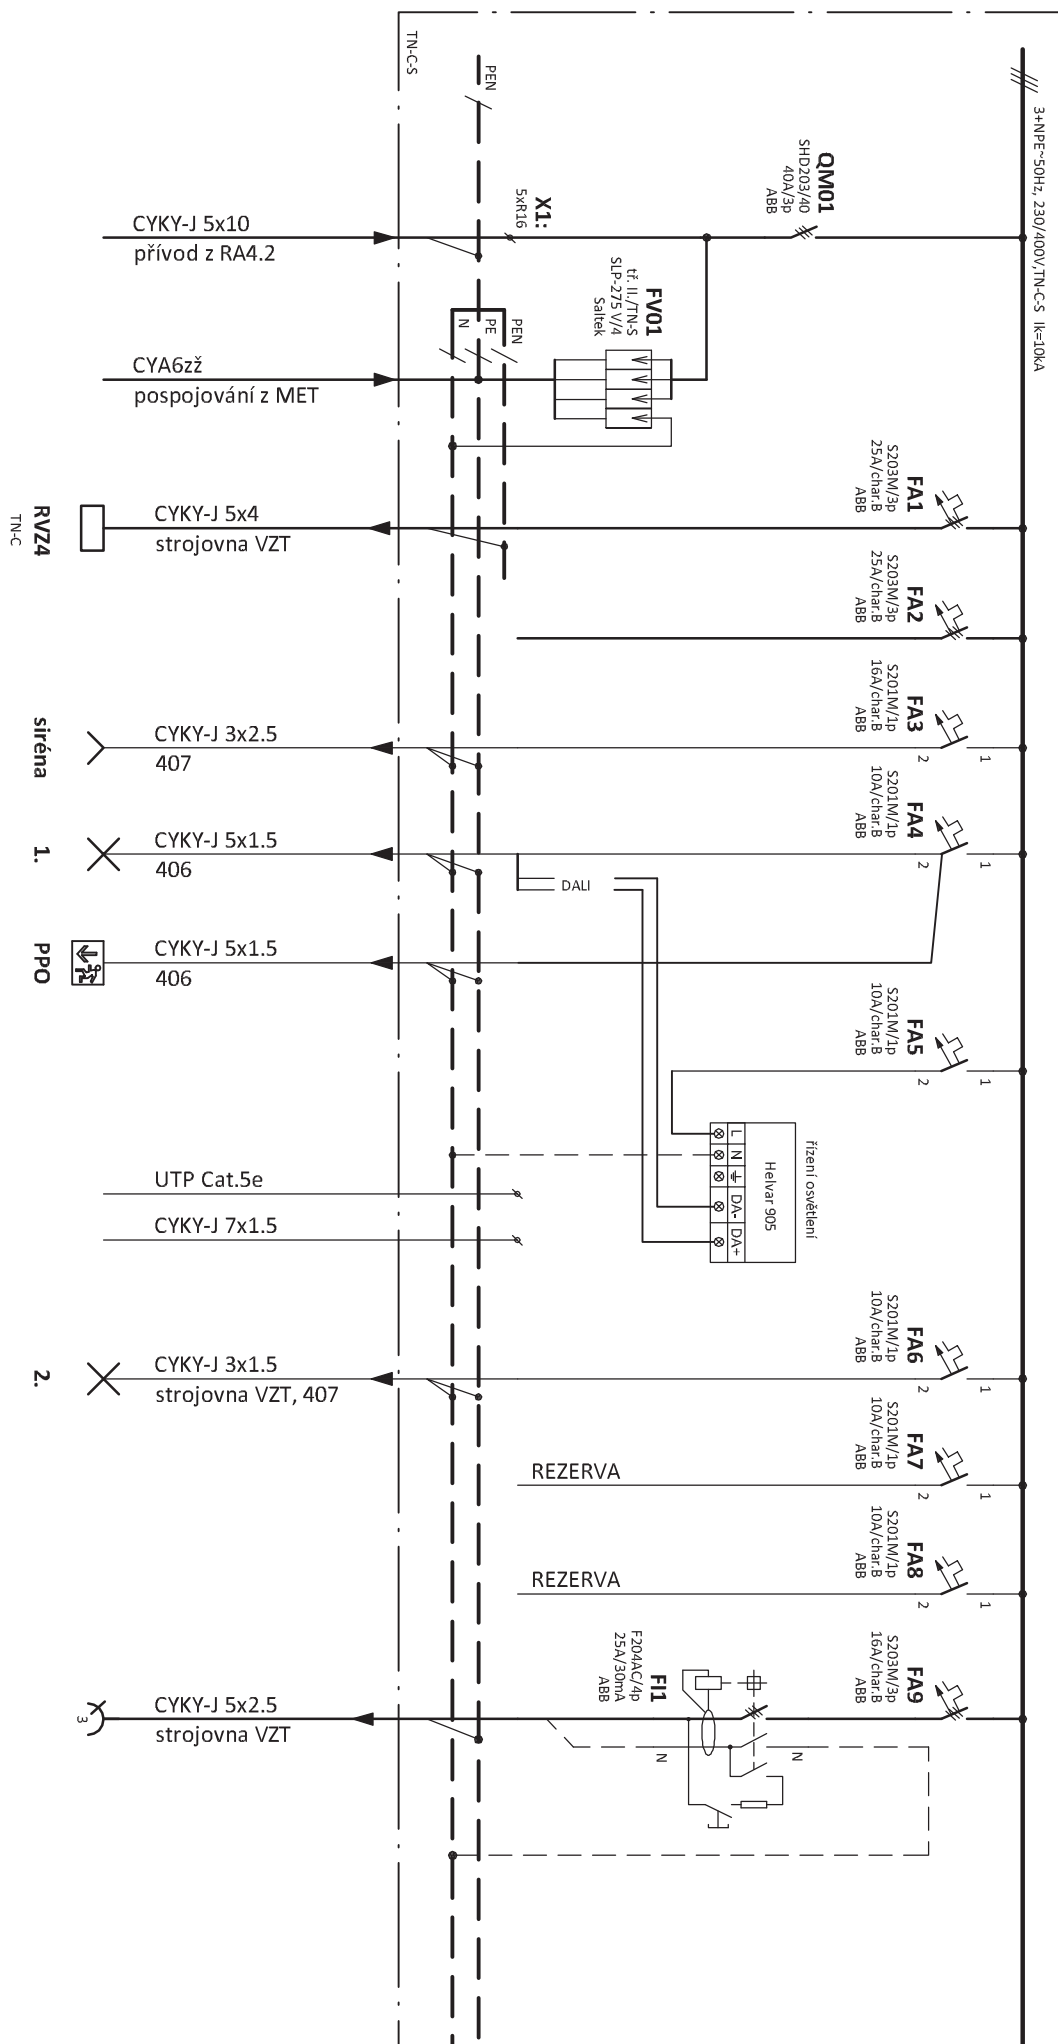 TN-C-S
PEN
3+NPE~50Hz, 230/400V,TN-C-S Ik=10kA
QM01
SHD203/40
40A/3p
ABB
X1:
5xR16
CYKY-J 5x10
přívod z RA4.2
FV01
tř. II./TN-S
SLP-275 V/4
Saltek
PEN
PE
N
CYA6zž
pospojování z MET
FA1
S203M/3p
25A/char.B
ABB
CYKY-J 5x4
strojovna VZT
RVZ4
TN-C
FA2
S203M/3p
25A/char.B
ABB
FA3
S201M/1p
16A/char.B
ABB
1
2
CYKY-J 3x2.5
407
siréna
FA4
S201M/1p
10A/char.B
ABB
1
2
CYKY-J 5x1.5
406
1.
DALI
CYKY-J 5x1.5
406
PPO
FA5
S201M/1p
10A/char.B
ABB
1
2
řízení osvětlení
Helvar 905
L
N
DA-
DA+
UTP Cat.5e
CYKY-J 7x1.5
FA6
S201M/1p
10A/char.B
ABB
1
2
CYKY-J 3x1.5
strojovna VZT, 407
2.
FA7
S201M/1p
10A/char.B
ABB
1
2
REZERVA
FA8
S201M/1p
10A/char.B
ABB
1
2
REZERVA
FA9
S203M/3p
16A/char.B
ABB
FI1
F204AC/4p
25A/30mA
ABB
N
N
CYKY-J 5x2.5
strojovna VZT
3